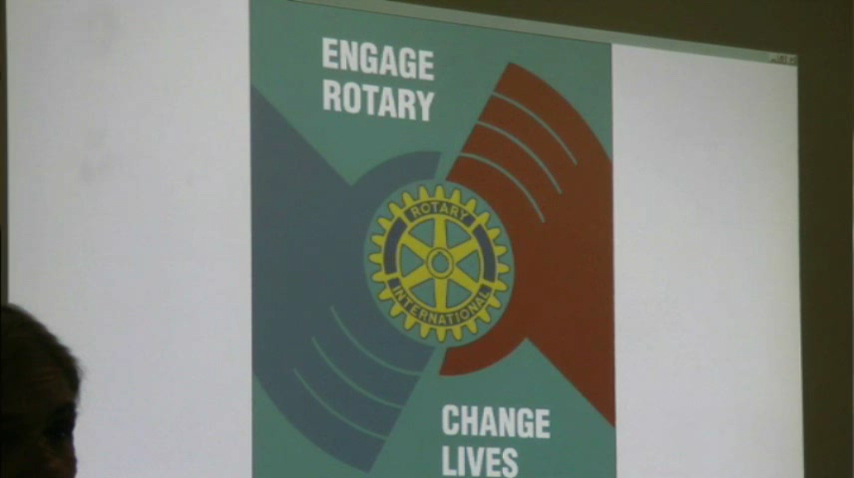 ENGAGE
ROTARY
ROTARY
INTERNATIONAL
CHANGE
LIVES